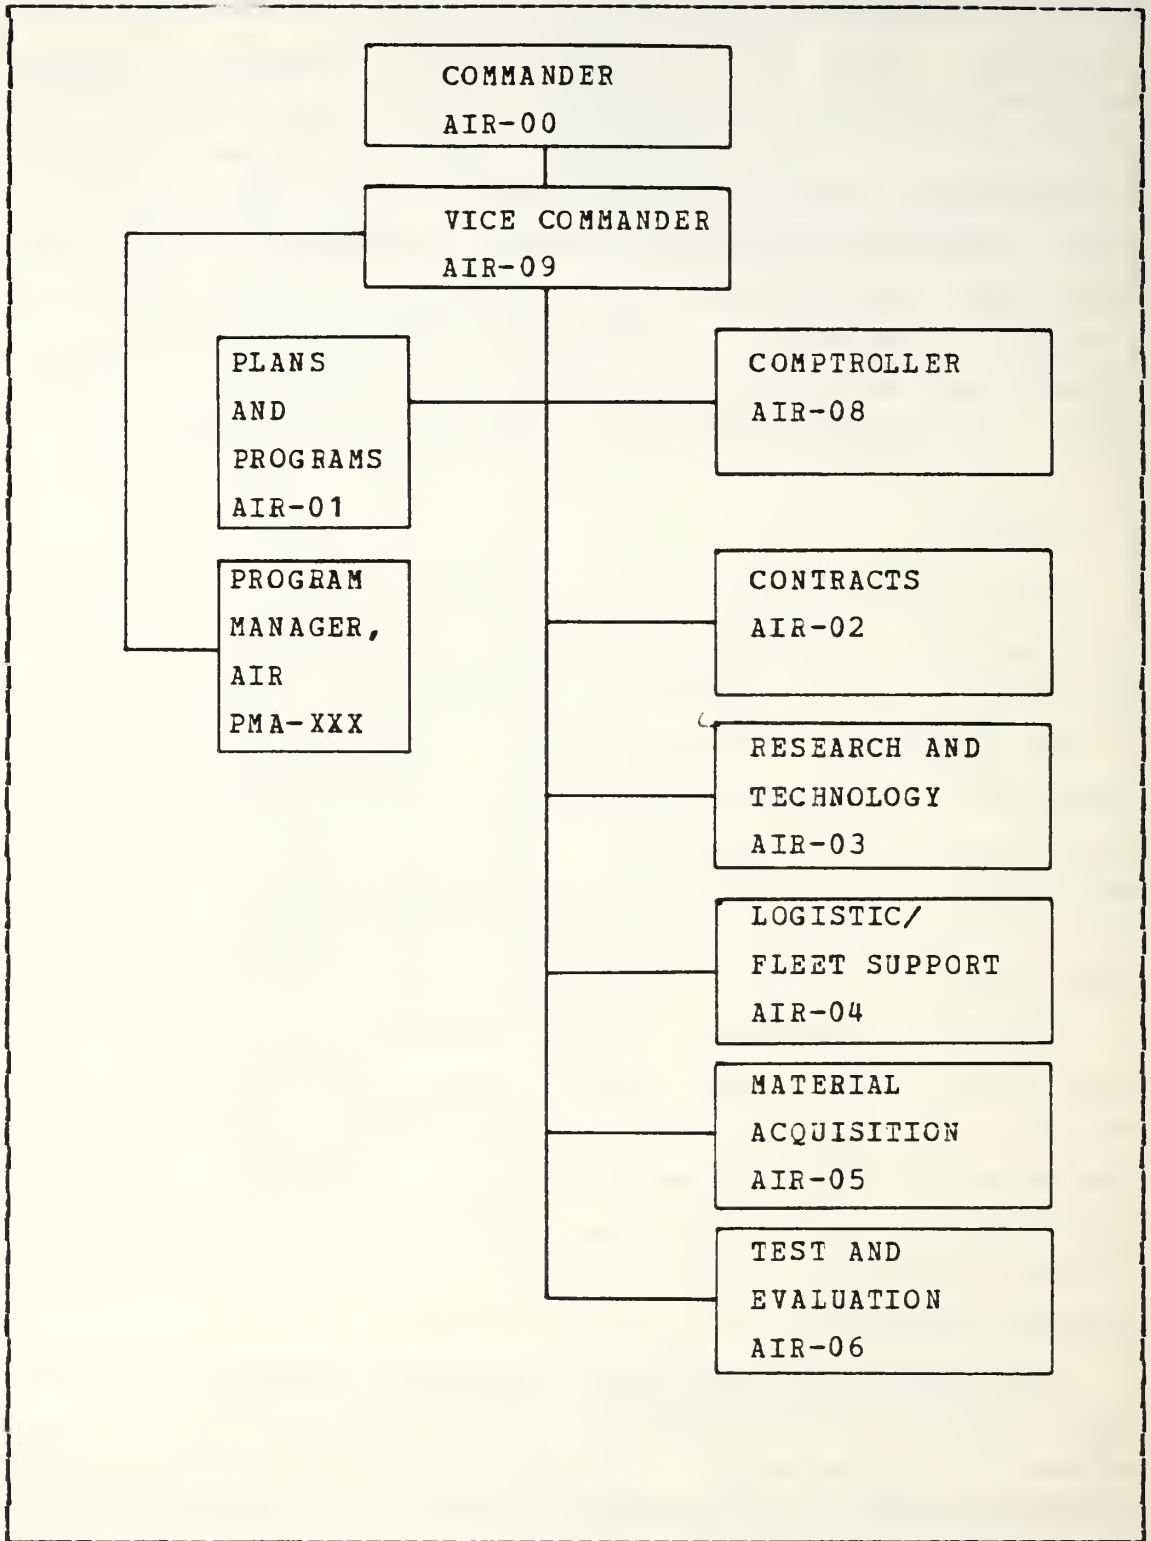 COMMANDER
AIR-00
VICE COMMANDER
AIR-09
PLANS
AND
PROGRAMS
AIR-01
COMPTROLLER
AIR-08
PROGRAM
MANAGER,
AIR
PMA-XXX
CONTRACTS
AIR-02
RESEARCH AND
TECHNOLOGY
AIR-03
LOGISTIC/
FLEET SUPPORT
AIR-04
MATERIAL
ACQUISITION
AIR-05
TEST AND
EVALUATION
AIR-06